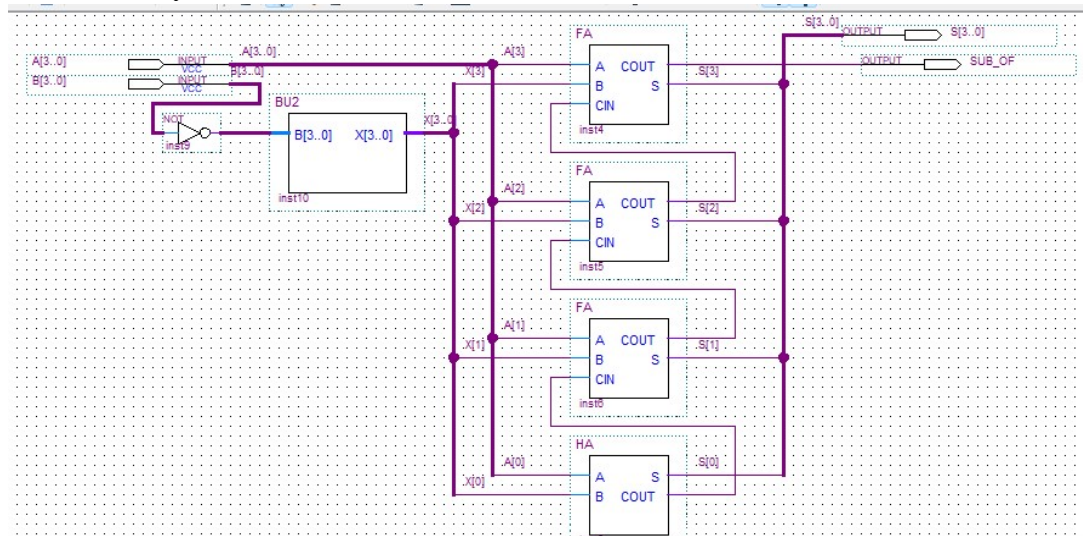 A[3..0]
INPUT
VCC
B[3..0]
INPUT
VCC
A[3..0]
B[3..0]
NOT
inst9
BU2
B[3..0] X[3..0]
inst10
X[3..0]
A[3]
X[3]
FA
A COUT
B S
CIN
inst4
S[3]
A[2]
X[2]
FA
A COUT
B S
CIN
inst5
S[2]
A[1]
X[1]
FA
A COUT
B S
CIN
inst6
S[1]
A[0]
X[0]
HA
A S
B COUT
S[0]
S[3..0]
OUTPUT
S[3..0]
OUTPUT
SUB_OF